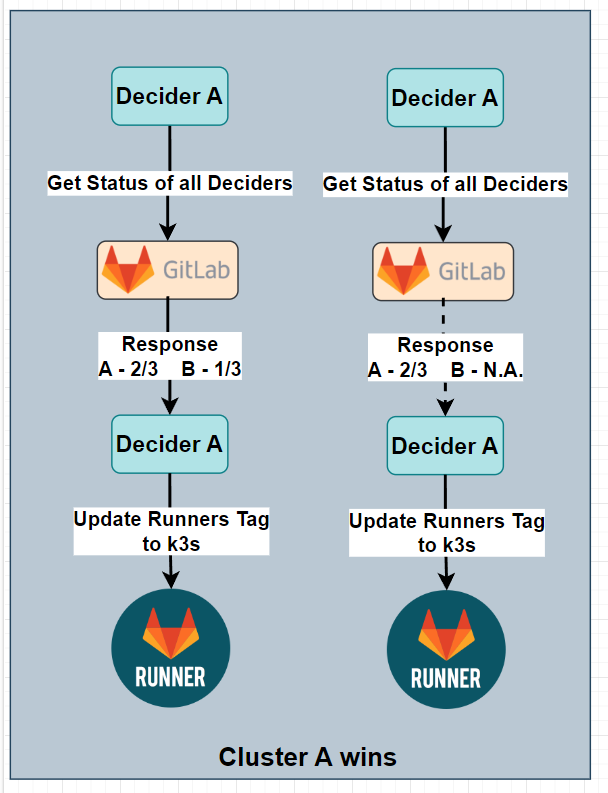 Decider A
Get Status of all Deciders
GitLab
Response
A - 2/3 B - 1/3
Decider A
Update Runners Tag
to k3s
RUNNER
Decider A
Get Status of all Deciders
GitLab
Response
A - 2/3 B - N.A.
Decider A
Update Runners Tag
to k3s
RUNNER
Cluster A wins